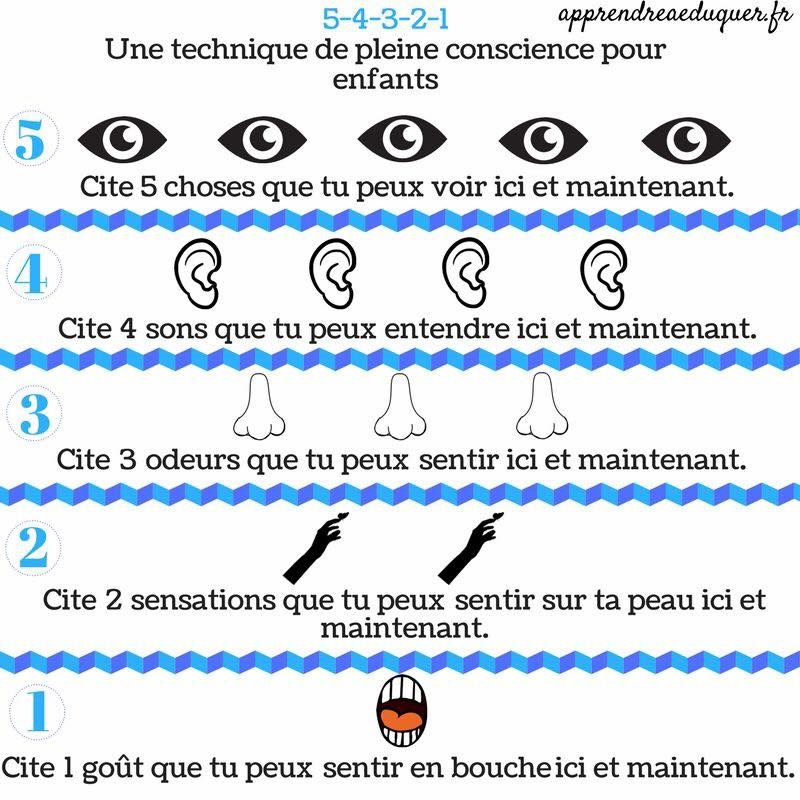 5-4-3-2-1
apprendreaeduquer.fr
Une technique de pleine conscience pour
enfants
5
Cite 5 choses que tu peux voir ici et maintenant.
4
Cite 4 sons que tu peux entendre ici et maintenant.
3
Cite 3 odeurs que tu peux sentir ici et maintenant.
2
Cite 2 sensations que tu peux sentir sur ta peau ici et
maintenant.
1
Cite 1 goût que tu peux sentir en bouche ici et maintenant.